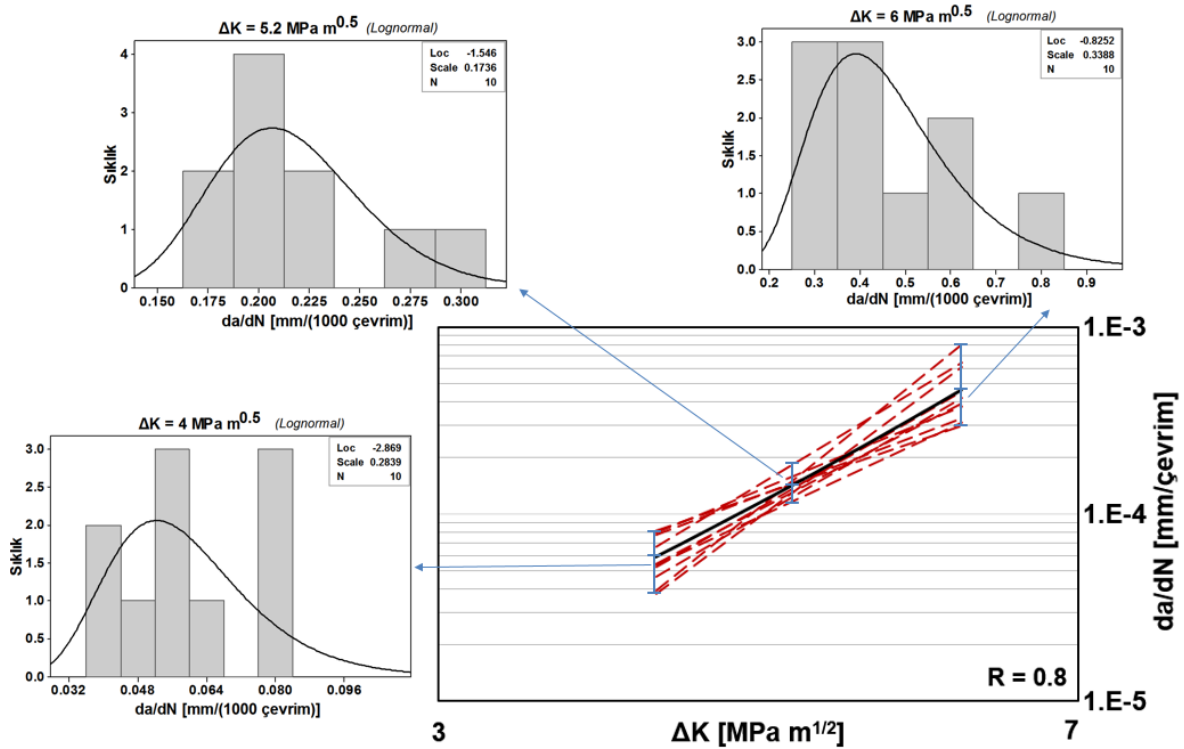 ΔK = 5.2 MPa m^0.5 (Lognormal)
Loc -1.546
Scale 0.1736
N 10
Sıklık
4
3
2
1
0
0.150 0.175 0.200 0.225 0.250 0.275 0.300
da/dN [mm/(1000 çevrim)]
ΔK = 6 MPa m^0.5 (Lognormal)
Loc -0.8252
Scale 0.3388
N 10
Sıklık
3.0
2.5
2.0
1.5
1.0
0.5
0.0
0.2 0.3 0.4 0.5 0.6 0.7 0.8 0.9
da/dN [mm/(1000 çevrim)]
ΔK = 4 MPa m^0.5 (Lognormal)
Loc -2.869
Scale 0.2839
N 10
Sıklık
3.0
2.5
2.0
1.5
1.0
0.5
0.0
0.032 0.048 0.064 0.080 0.096
da/dN [mm/(1000 çevrim)]
1.E-3
1.E-4
1.E-5
da/dN [mm/çevrim]
R = 0.8
3 7
ΔK [MPa m^1/2]